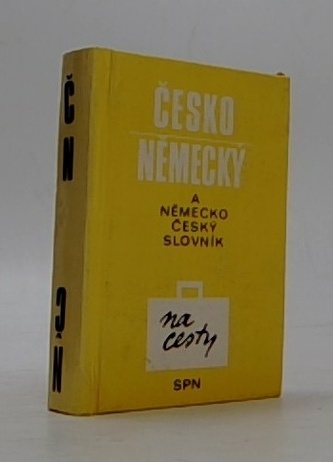 ČESKO
NĚMECKÝ
A
NĚMECKO
ČESKÝ
SLOVNÍK
na
cesty
SPN
Č
N
N
Č